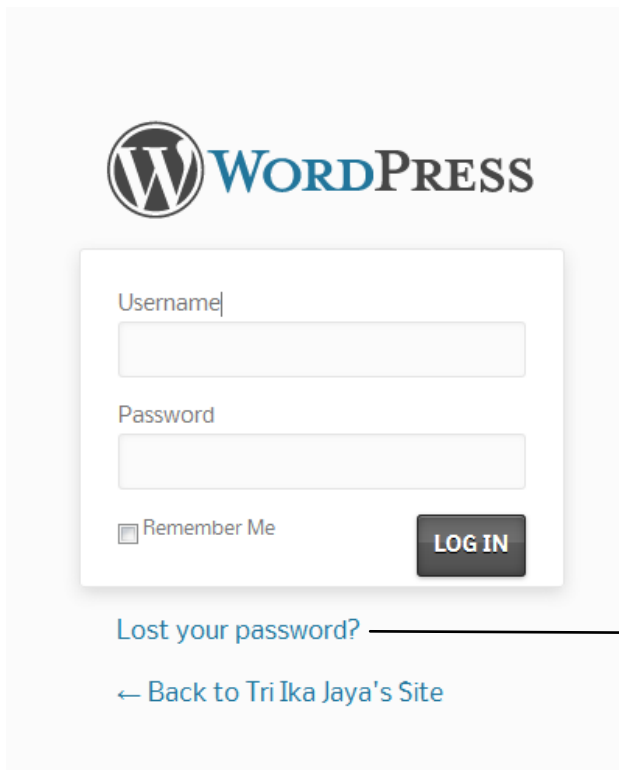 WORDPRESS
Username
Password
Remember Me
LOG IN
Lost your password?
← Back to Tri Ika Jaya's Site